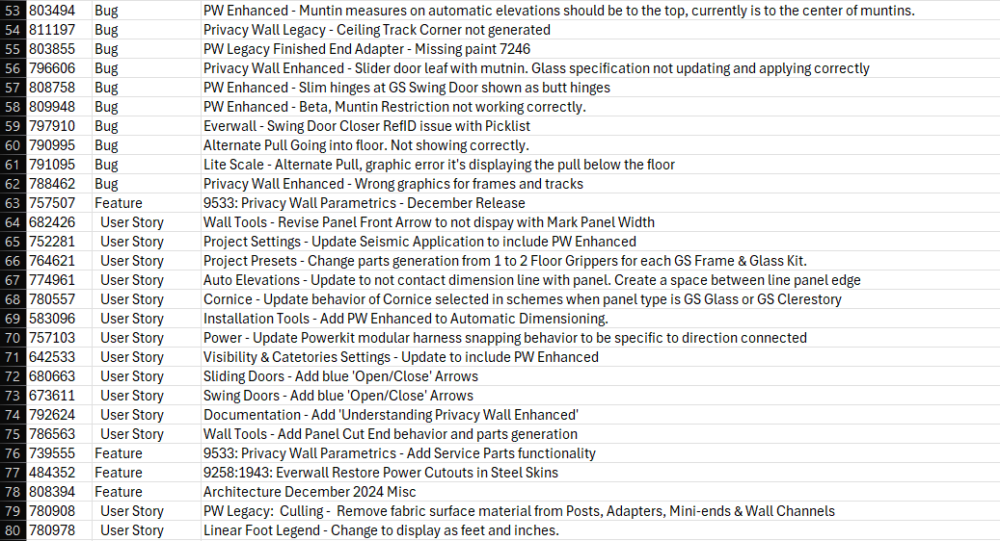 53 803494 Bug PW Enhanced - Muntin measures on automatic elevations should be to the top, currently is to the center of muntins.
54 811197 Bug Privacy Wall Legacy - Ceiling Track Corner not generated
55 803855 Bug PW Legacy Finished End Adapter - Missing paint 7246
56 796606 Bug Privacy Wall Enhanced - Slider door leaf with mutnin. Glass specification not updating and applying correctly
57 808758 Bug PW Enhanced - Slim hinges at GS Swing Door shown as butt hinges
58 809948 Bug PW Enhanced - Beta, Muntin Restriction not working correctly.
59 797910 Bug Everwall - Swing Door Closer RefID issue with Picklist
60 790995 Bug Alternate Pull Going into floor. Not showing correctly.
61 791095 Bug Lite Scale - Alternate Pull, graphic error it's displaying the pull below the floor
62 788462 Bug Privacy Wall Enhanced - Wrong graphics for frames and tracks
63 757507 Feature 9533: Privacy Wall Parametrics - December Release
64 682426 User Story Wall Tools - Revise Panel Front Arrow to not dispay with Mark Panel Width
65 752281 User Story Project Settings - Update Seismic Application to include PW Enhanced
66 764621 User Story Project Presets - Change parts generation from 1 to 2 Floor Grippers for each GS Frame & Glass Kit.
67 774961 User Story Auto Elevations - Update to not contact dimension line with panel. Create a space between line panel edge
68 780557 User Story Cornice - Update behavior of Cornice selected in schemes when panel type is GS Glass or GS Clerestory
69 583096 User Story Installation Tools - Add PW Enhanced to Automatic Dimensioning.
70 757103 User Story Power - Update Powerkit modular harness snapping behavior to be specific to direction connected
71 642533 User Story Visibility & Catetories Settings - Update to include PW Enhanced
72 680663 User Story Sliding Doors - Add blue 'Open/Close' Arrows
73 673611 User Story Swing Doors - Add blue 'Open/Close' Arrows
74 792624 User Story Documentation - Add 'Understanding Privacy Wall Enhanced'
75 786563 User Story Wall Tools - Add Panel Cut End behavior and parts generation
76 739555 Feature 9533: Privacy Wall Parametrics - Add Service Parts functionality
77 484352 Feature 9258:1943: Everwall Restore Power Cutouts in Steel Skins
78 808394 Feature Architecture December 2024 Misc
79 780908 User Story PW Legacy: Culling - Remove fabric surface material from Posts, Adapters, Mini-ends & Wall Channels
80 780978 User Story Linear Foot Legend - Change to display as feet and inches.